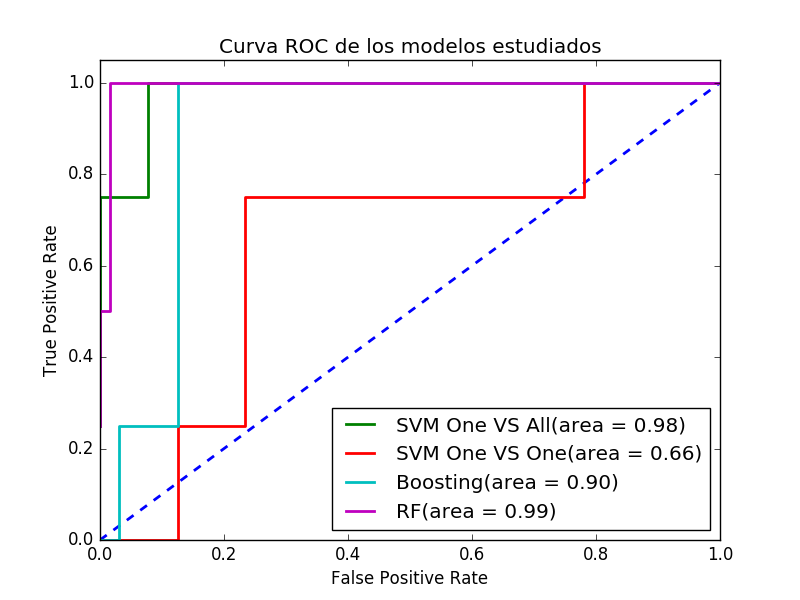 Curva ROC de los modelos estudiados
1.0
0.8
0.6
0.4
0.2
0.0
True Positive Rate
SVM One VS All(area = 0.98)
SVM One VS One(area = 0.66)
Boosting(area = 0.90)
RF(area = 0.99)
0.0 0.2 0.4 0.6 0.8 1.0
False Positive Rate